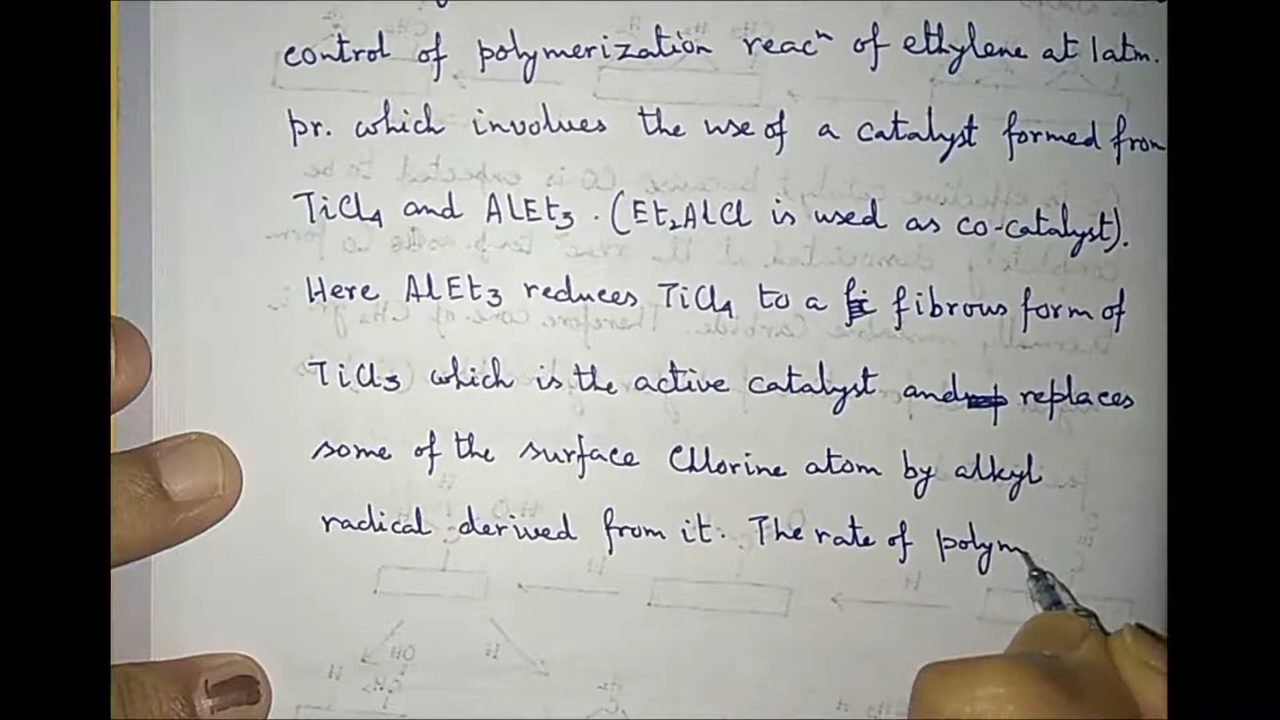 control of polymerization reacⁿ of ethylene at 1atm.
pr. which involves the use of a catalyst formed from
TiCl₄ and AlEt₃. (Et₂AlCl is used as co-catalyst).
Here AlEt₃ reduces TiCl₄ to a fibrous form of
TiCl₃ which is the active catalyst and replaces
some of the surface Chlorine atom by alkyl
radical derived from it. The rate of polym